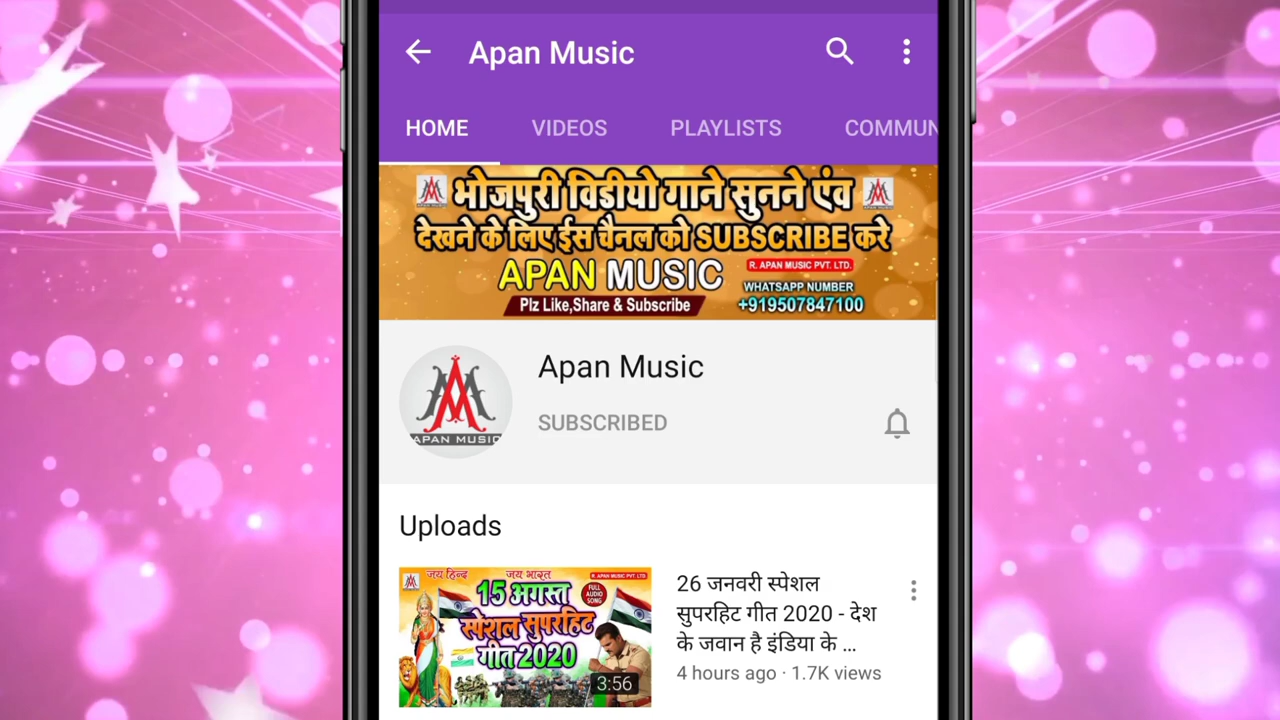 Apan Music
HOME VIDEOS PLAYLISTS COMMUN
भोजपुरी विडीयो गाने सुनने एंव
देखने के लिए ईस चैनल को SUBSCRIBE करे
APAN MUSIC
R. APAN MUSIC PVT. LTD.
Plz Like,Share & Subscribe
WHATSAPP NUMBER
+919507847100
Apan Music
SUBSCRIBED
APAN MUSIC
Uploads
जय हिन्द जय भारत
R. APAN MUSIC PVT. LTD.
15 अगस्त
FULL
AUDIO
SONG
स्पेशल सुपरहिट
गीत 2020
3:56
26 जनवरी स्पेशल
सुपरहिट गीत 2020 - देश
के जवान है इंडिया के ...
4 hours ago · 1.7K views